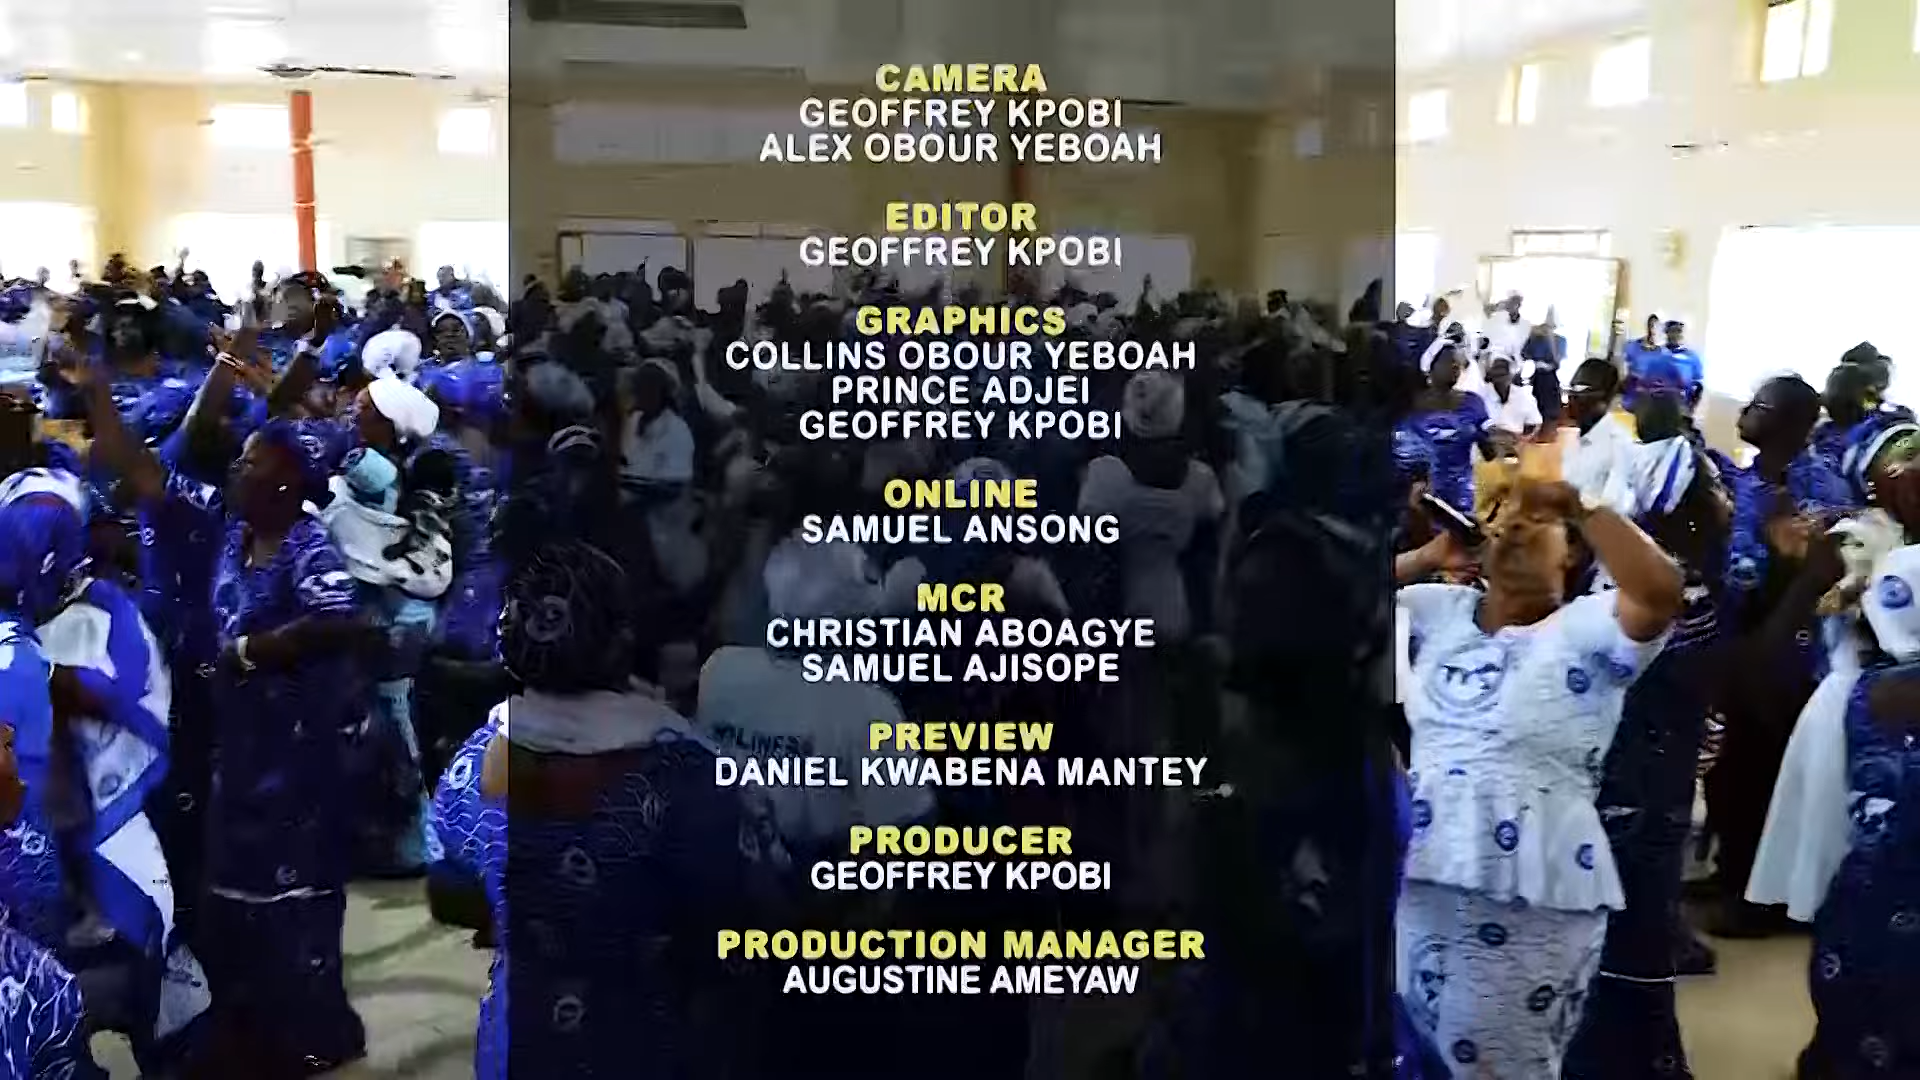 CAMERA
GEOFFREY KPOBI
ALEX OBOUR YEBOAH
EDITOR
GEOFFREY KPOBI
GRAPHICS
COLLINS OBOUR YEBOAH
PRINCE ADJEI
GEOFFREY KPOBI
ONLINE
SAMUEL ANSONG
MCR
CHRISTIAN ABOAGYE
SAMUEL AJISOPE
PREVIEW
DANIEL KWABENA MANTEY
PRODUCER
GEOFFREY KPOBI
PRODUCTION MANAGER
AUGUSTINE AMEYAW